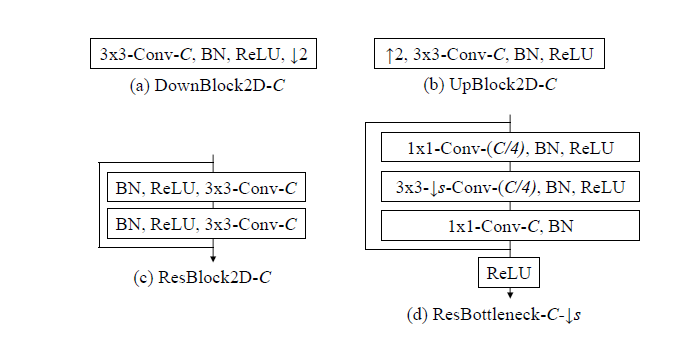 3x3-Conv-C, BN, ReLU, ↓2
(a) DownBlock2D-C
↑2, 3x3-Conv-C, BN, ReLU
(b) UpBlock2D-C
BN, ReLU, 3x3-Conv-C
BN, ReLU, 3x3-Conv-C
(c) ResBlock2D-C
1x1-Conv-(C/4), BN, ReLU
3x3-↓s-Conv-(C/4), BN, ReLU
1x1-Conv-C, BN
ReLU
(d) ResBottleneck-C-↓s